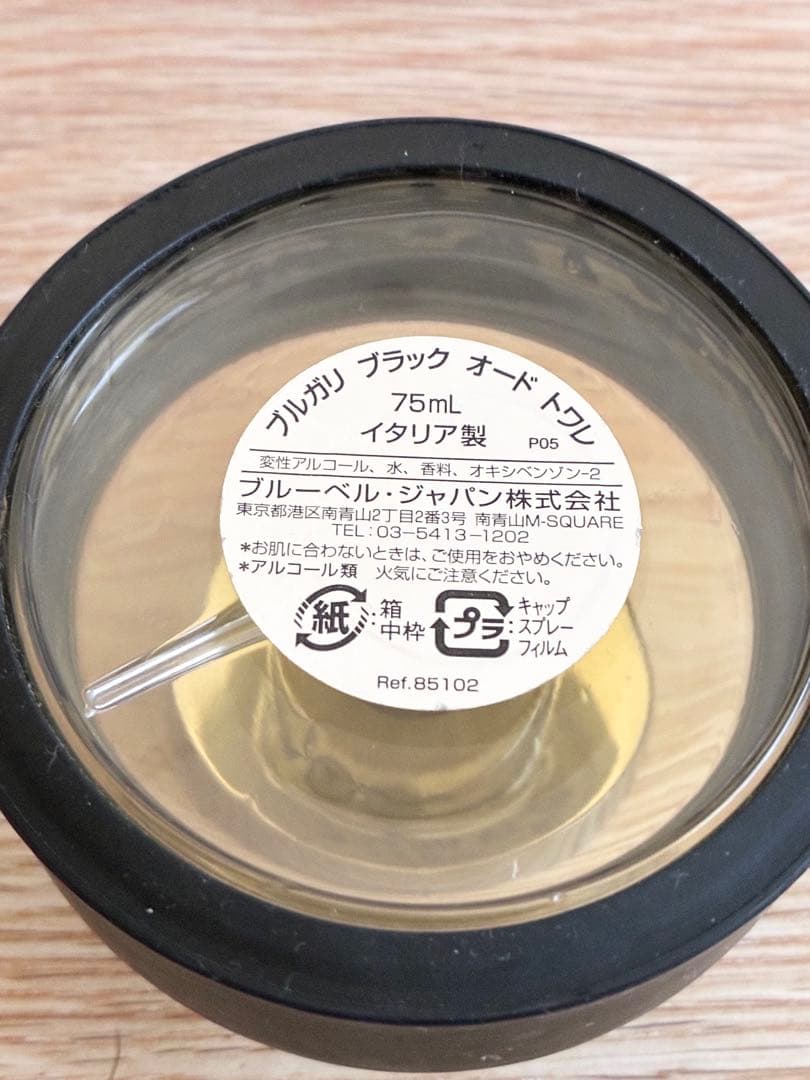 ブルガリ ブラック オード トワレ
75mL
イタリア製 P05
変性アルコール、水、香料、オキシベンゾン-2
ブルーベル・ジャパン株式会社
東京都港区南青山2丁目2番3号 南青山M-SQUARE
TEL:03-5413-1202
*お肌に合わないときは、ご使用をおやめください。
*アルコール類 火気にご注意ください。
紙:箱 中枠
プラ:キャップ スプレー フィルム
Ref.85102